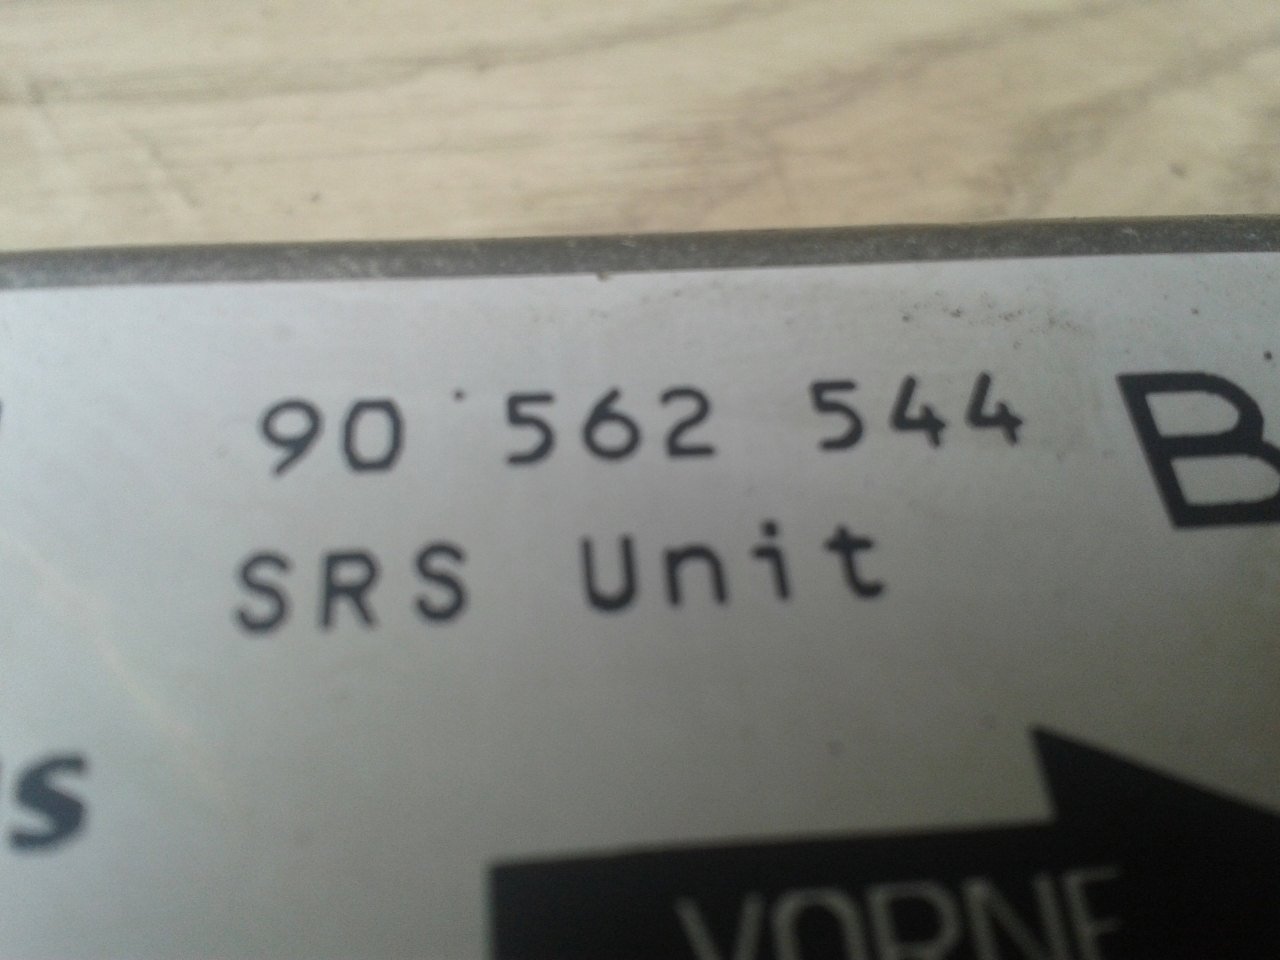 90 562 544 B
SRS Unit
s
VORNE